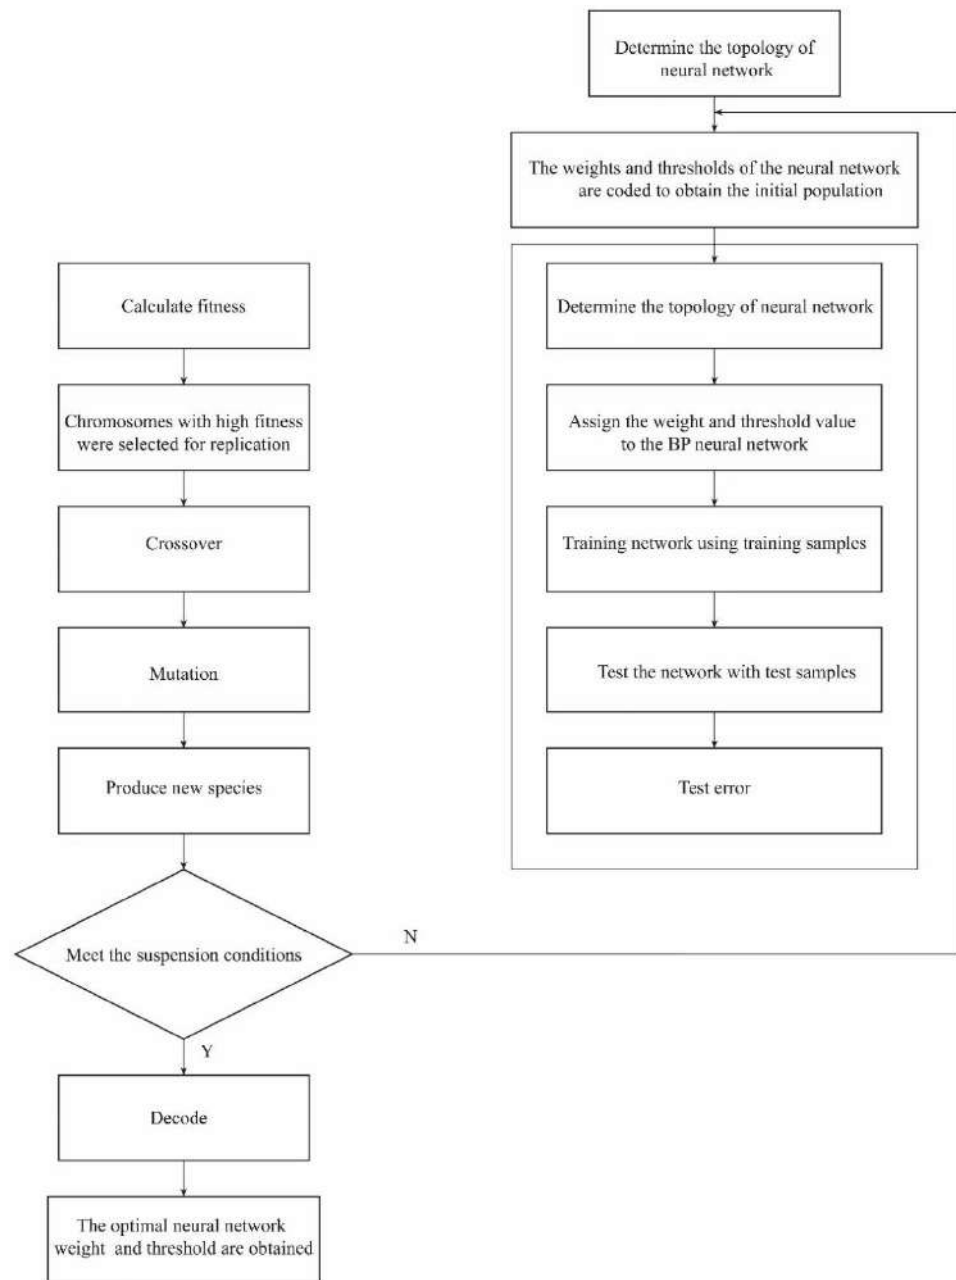 Determine the topology of
neural network
The weights and thresholds of the neural network
are coded to obtain the initial population
Determine the topology of neural network
Assign the weight and threshold value
to the BP neural network
Training network using training samples
Test the network with test samples
Test error
Calculate fitness
Chromosomes with high fitness
were selected for replication
Crossover
Mutation
Produce new species
Meet the suspension conditions
N
Y
Decode
The optimal neural network
weight and threshold are obtained